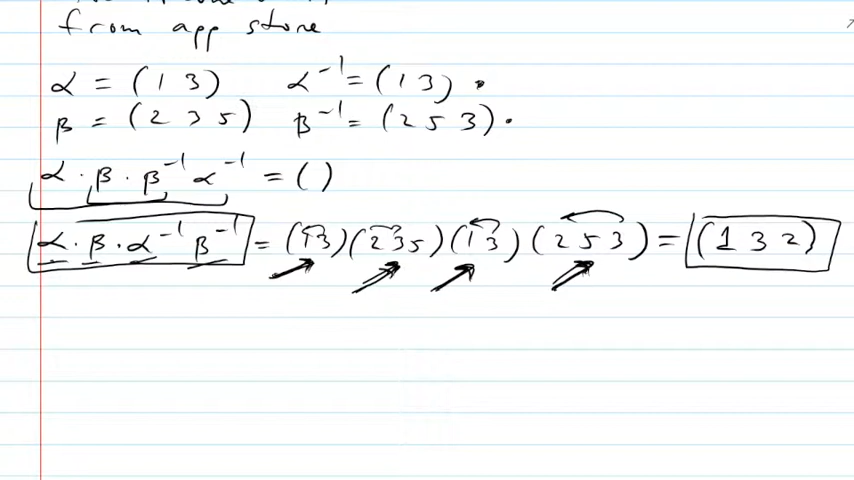 from app store
α = (1 3) α⁻¹ = (1 3).
β = (2 3 5) β⁻¹ = (2 5 3).
α · β · β⁻¹ α⁻¹ = ( )
α · β · α⁻¹ β⁻¹ = (1 3)(2 3 5)(1 3)(2 5 3) = (1 3 2)